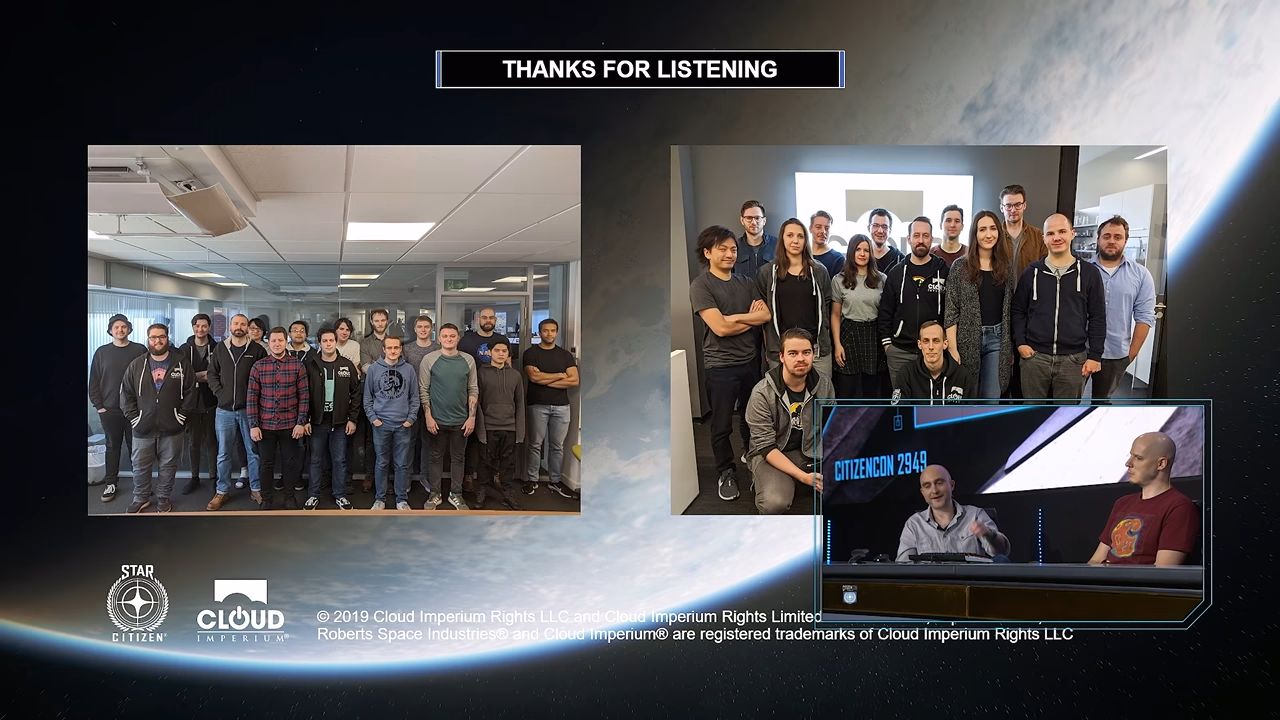 THANKS FOR LISTENING
CLOUD
CITIZENCON 2949
STAR
CITIZEN®
CLOUD
IMPERIUM®
© 2019 Cloud Imperium Rights LLC and Cloud Imperium Rights Limited
Roberts Space Industries® and Cloud Imperium® are registered trademarks of Cloud Imperium Rights LLC